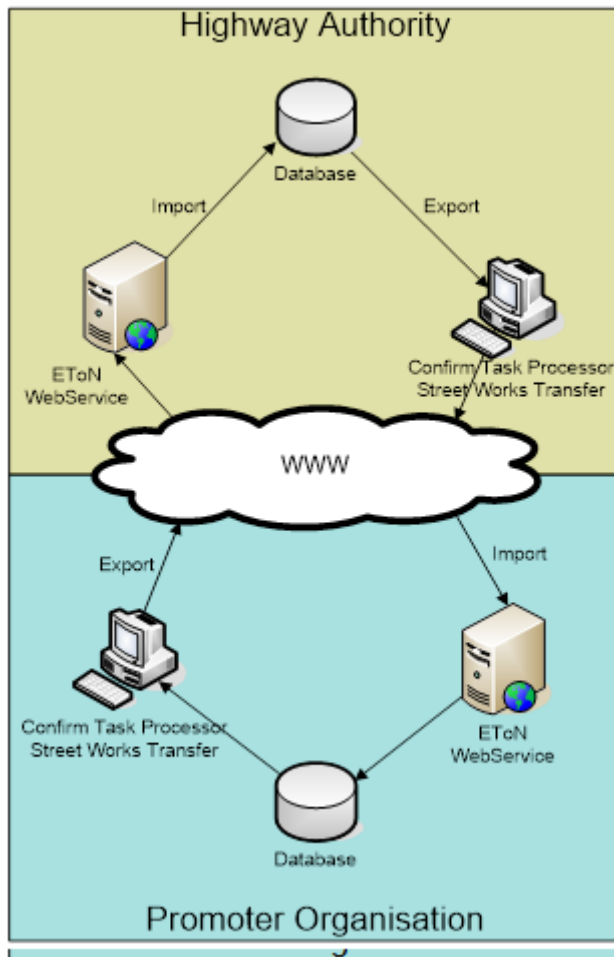 Highway Authority
Database
Import
Export
EToN
WebService
Confirm Task Processor
Street Works Transfer
WWW
Export
Import
Confirm Task Processor
Street Works Transfer
EToN
WebService
Database
Promoter Organisation